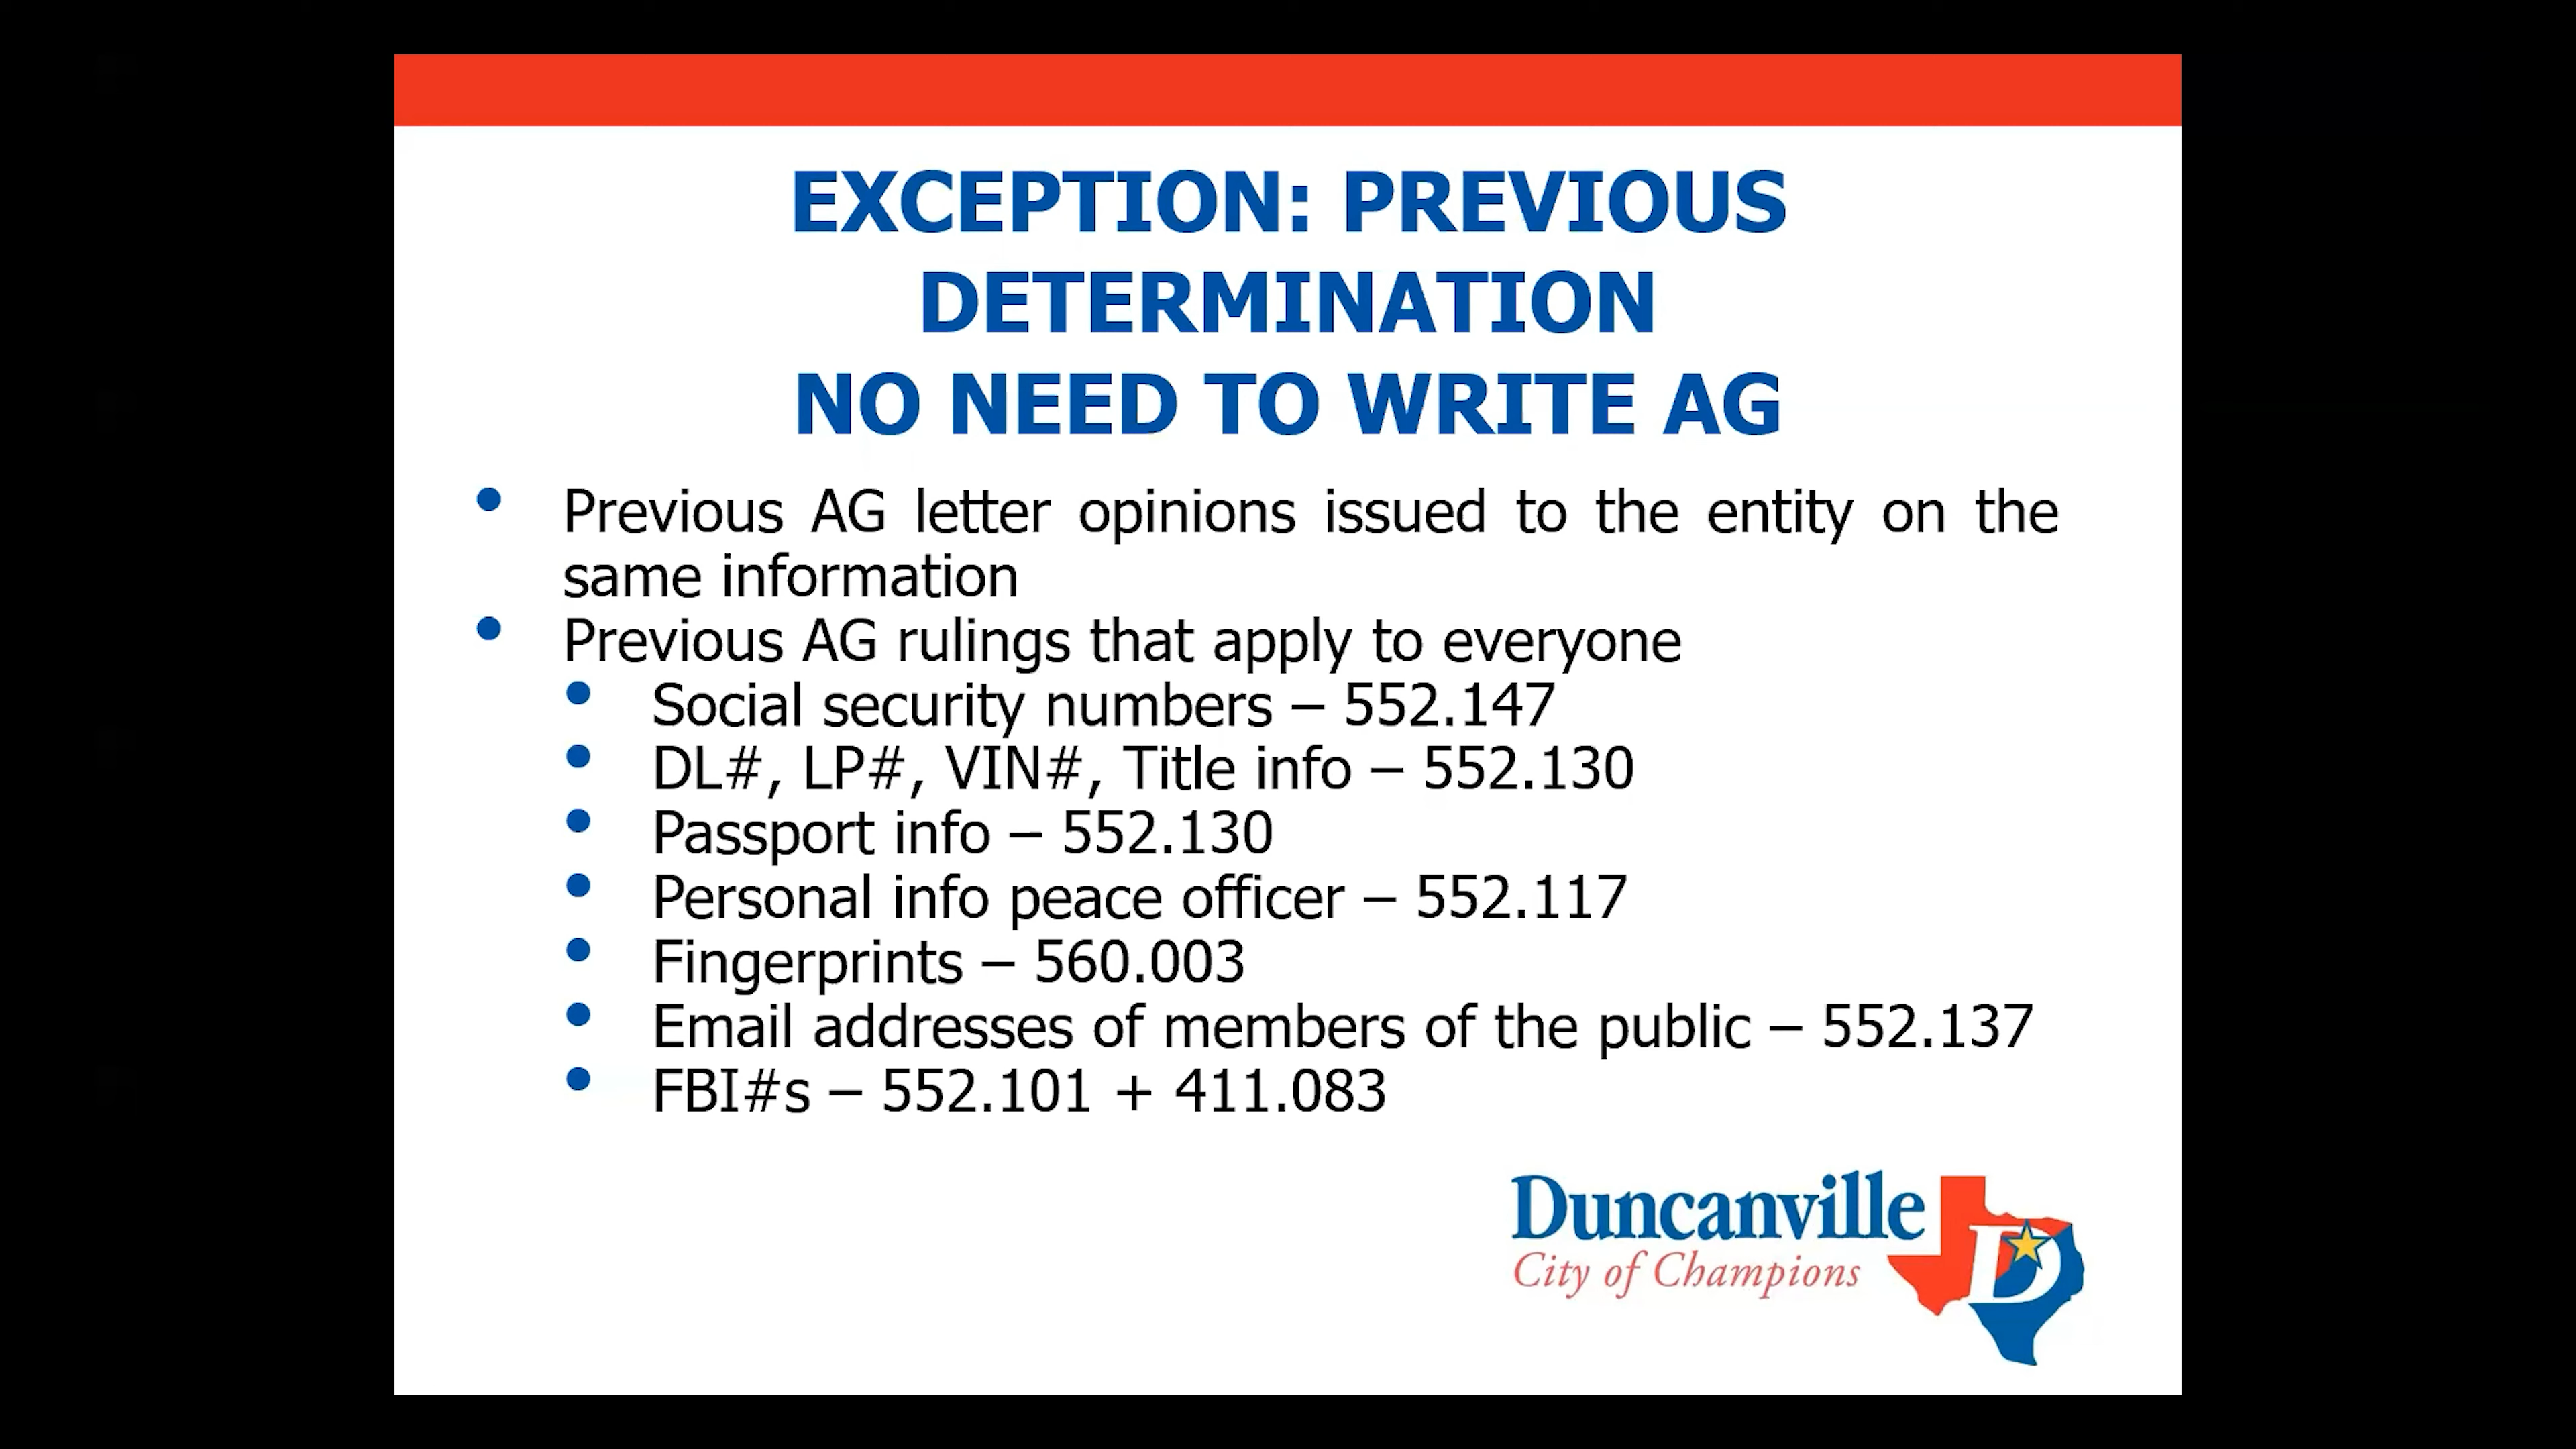 EXCEPTION: PREVIOUS
DETERMINATION
NO NEED TO WRITE AG
• Previous AG letter opinions issued to the entity on the
same information
• Previous AG rulings that apply to everyone
• Social security numbers – 552.147
• DL#, LP#, VIN#, Title info – 552.130
• Passport info – 552.130
• Personal info peace officer – 552.117
• Fingerprints – 560.003
• Email addresses of members of the public – 552.137
• FBI#s – 552.101 + 411.083
Duncanville
City of Champions
D